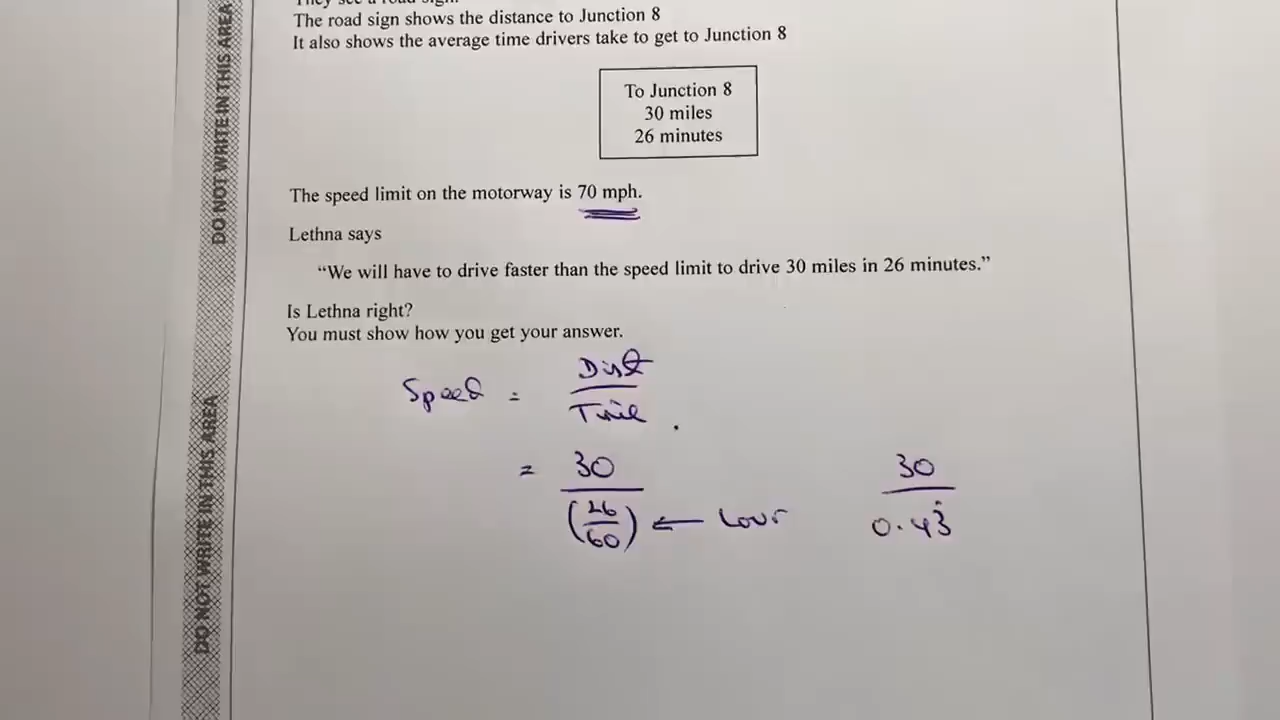 The road sign shows the distance to Junction 8
It also shows the average time drivers take to get to Junction 8
To Junction 8
30 miles
26 minutes
The speed limit on the motorway is 70 mph.
Lethna says
“We will have to drive faster than the speed limit to drive 30 miles in 26 minutes.”
Is Lethna right?
You must show how you get your answer.
Speed = Dist / Time
= 30 / (26/60) ← hour
30 / 0.43̇
DO NOT WRITE IN THIS AREA
DO NOT WRITE IN THIS AREA